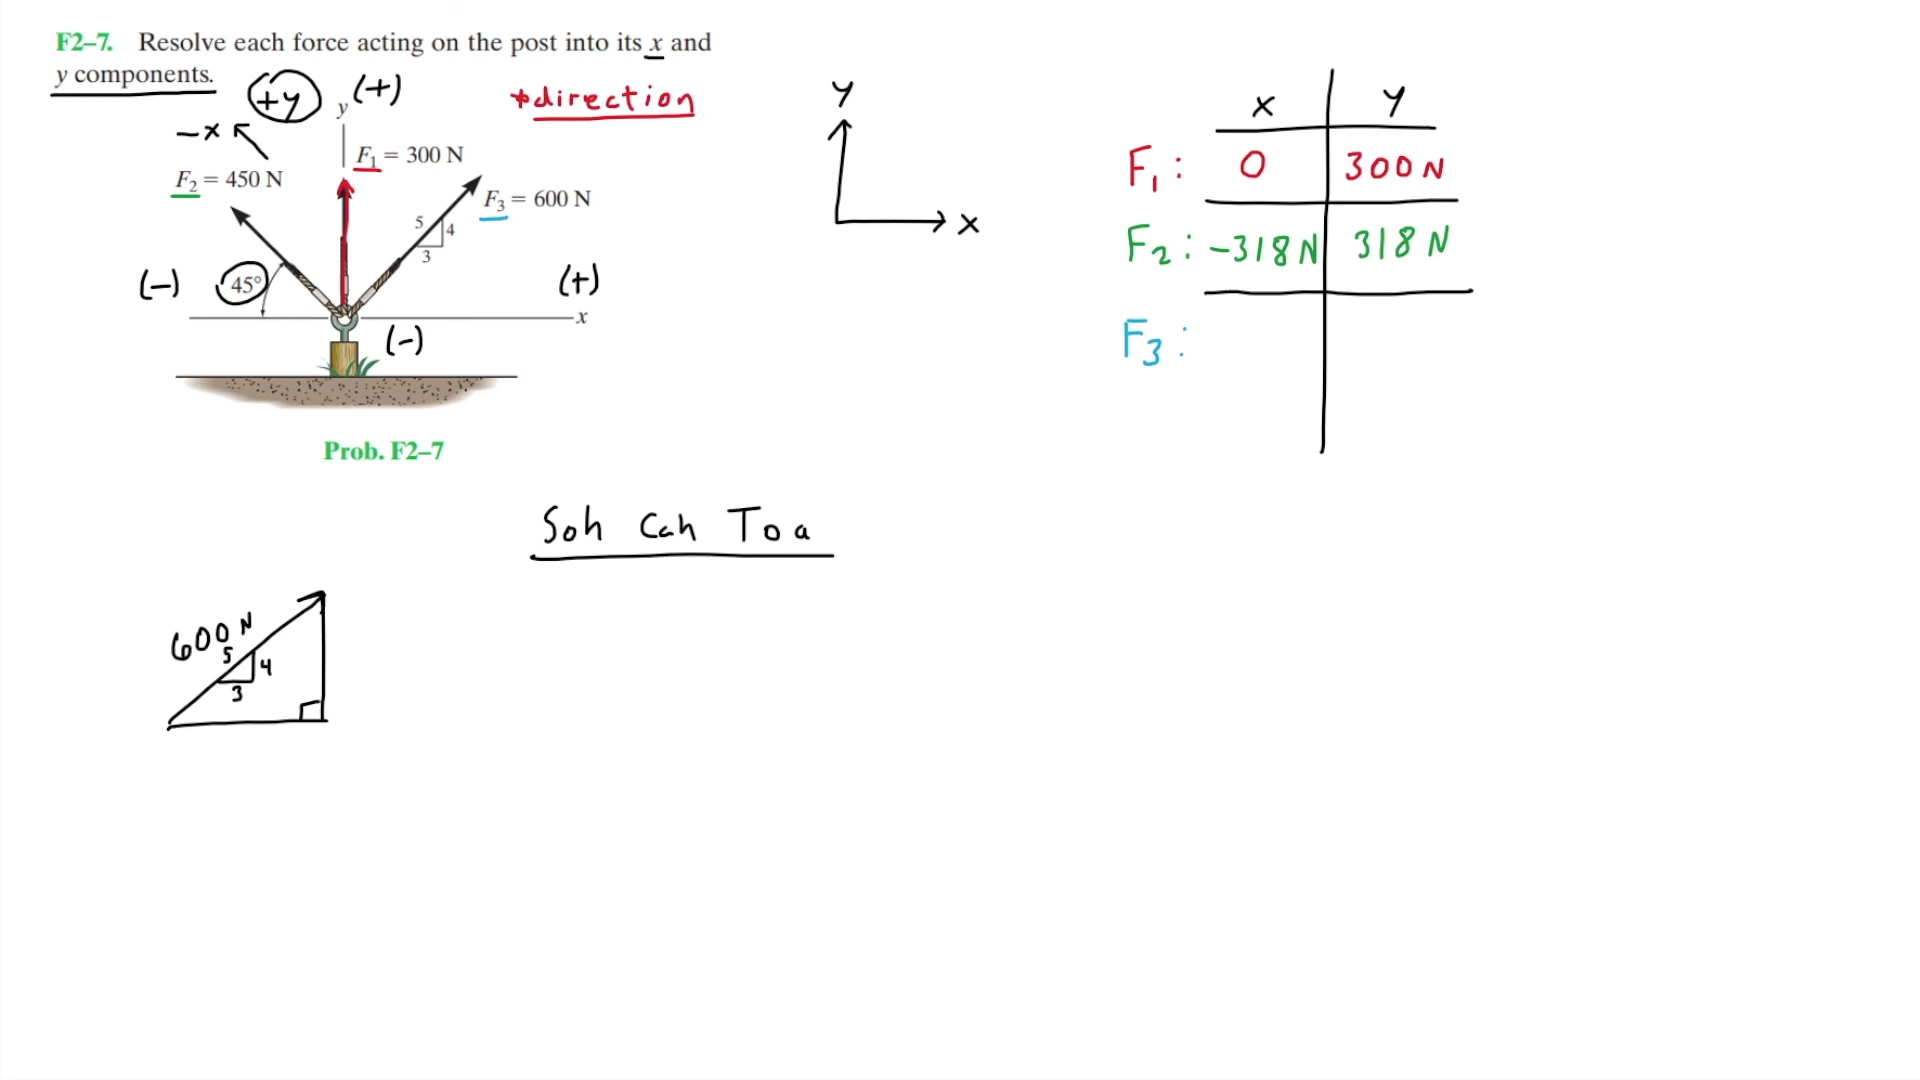 F2–7. Resolve each force acting on the post into its x and
y components.
+y
y (+)
*direction
-x
F₁ = 300 N
F₂ = 450 N
F₃ = 600 N
5
4
3
(-)
45°
(+)
x
(-)
Prob. F2–7
y
x
x y
F₁: 0 300 N
F₂: -318 N 318 N
F₃:
Soh Cah Toa
600 N
5
4
3